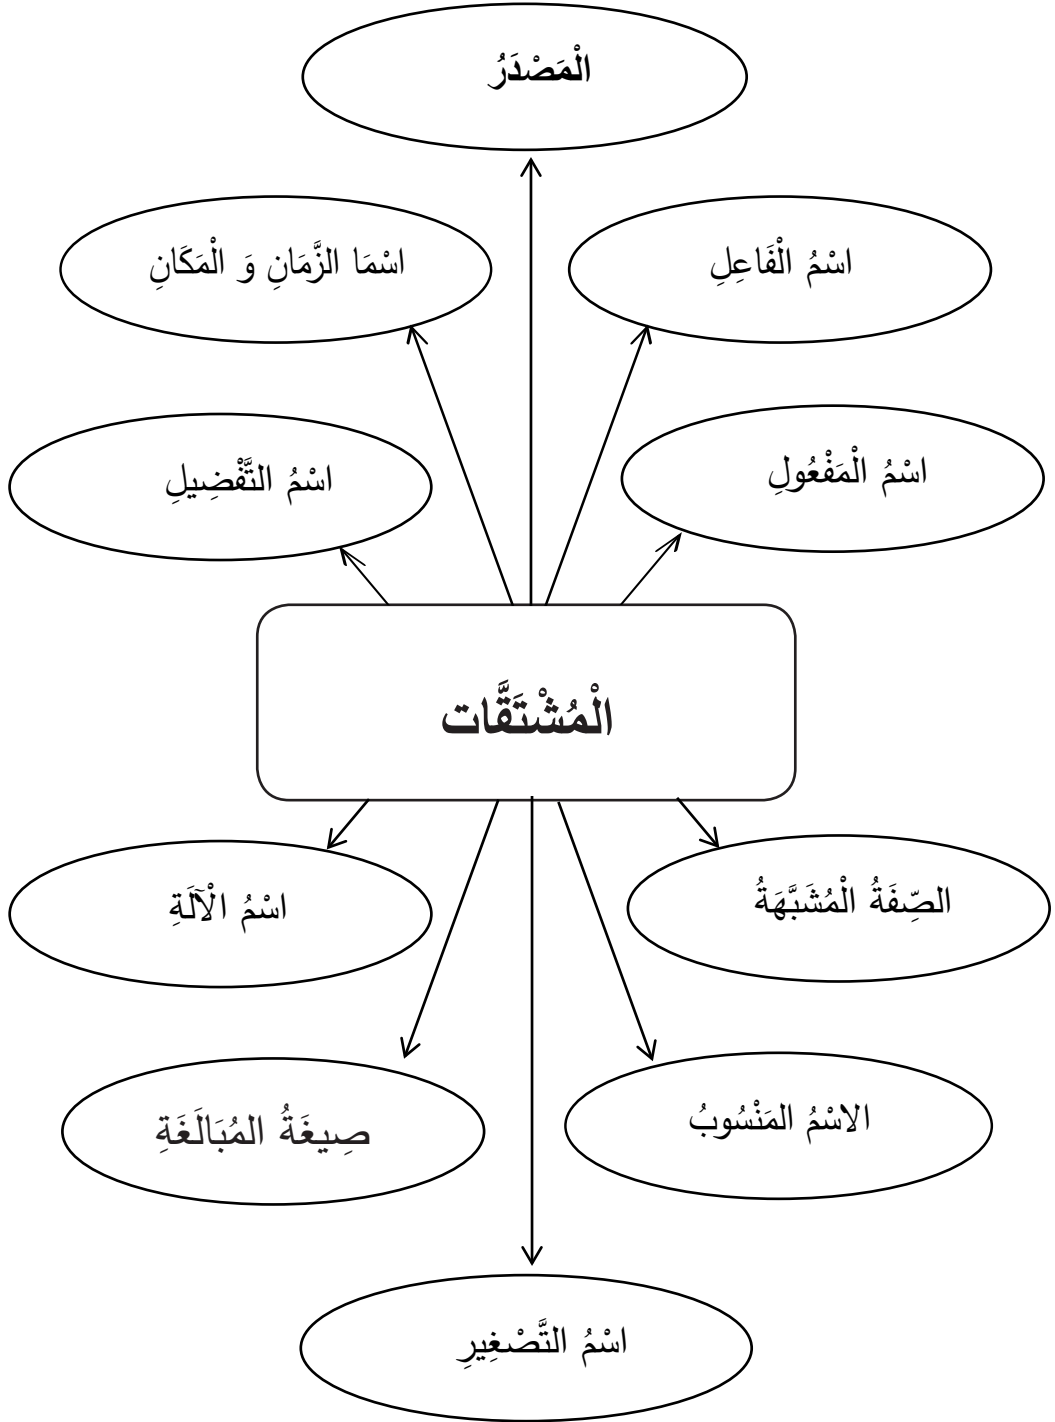 الْمَصْدَرُ
اسْمُ الْفَاعِلِ
اسْمَا الزَّمَانِ وَ الْمَكَانِ
اسْمُ الْمَفْعُولِ
اسْمُ التَّفْضِيلِ
الْمُشْتَقَّات
الصِّفَةُ الْمُشَبَّهَةُ
اسْمُ الْآلَةِ
الاسْمُ المَنْسُوبُ
صِيغَةُ المُبَالَغَةِ
اسْمُ التَّصْغِيرِ